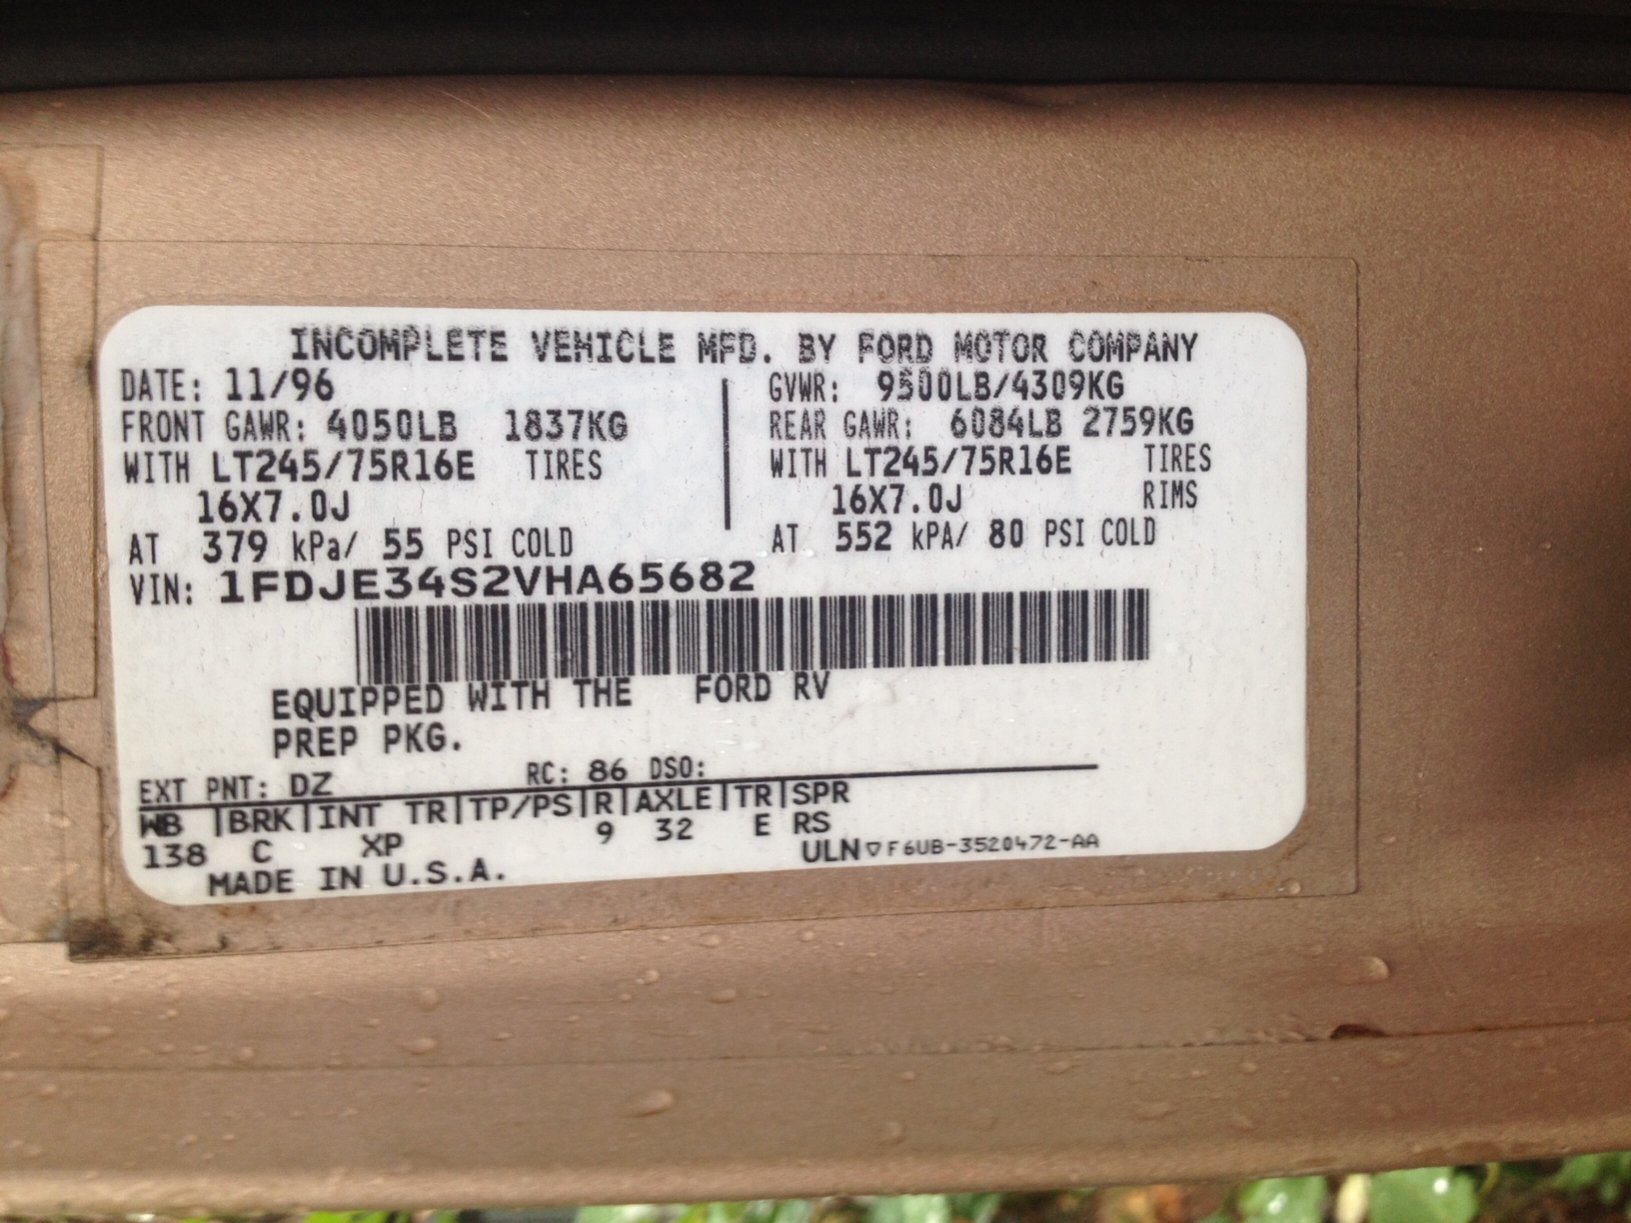 INCOMPLETE VEHICLE MFD. BY FORD MOTOR COMPANY
DATE: 11/96 GVWR: 9500LB/4309KG
FRONT GAWR: 4050LB 1837KG REAR GAWR: 6084LB 2759KG
WITH LT245/75R16E TIRES WITH LT245/75R16E TIRES
16X7.0J 16X7.0J RIMS
AT 379 kPa/ 55 PSI COLD AT 552 kPA/ 80 PSI COLD
VIN: 1FDJE34S2VHA65682
EQUIPPED WITH THE FORD RV
PREP PKG.
EXT PNT: DZ RC: 86 DSO:
WB |BRK|INT TR|TP/PS|R|AXLE|TR|SPR
138 C XP 9 32 E RS
MADE IN U.S.A. ULN ▽ F6UB-3520472-AA